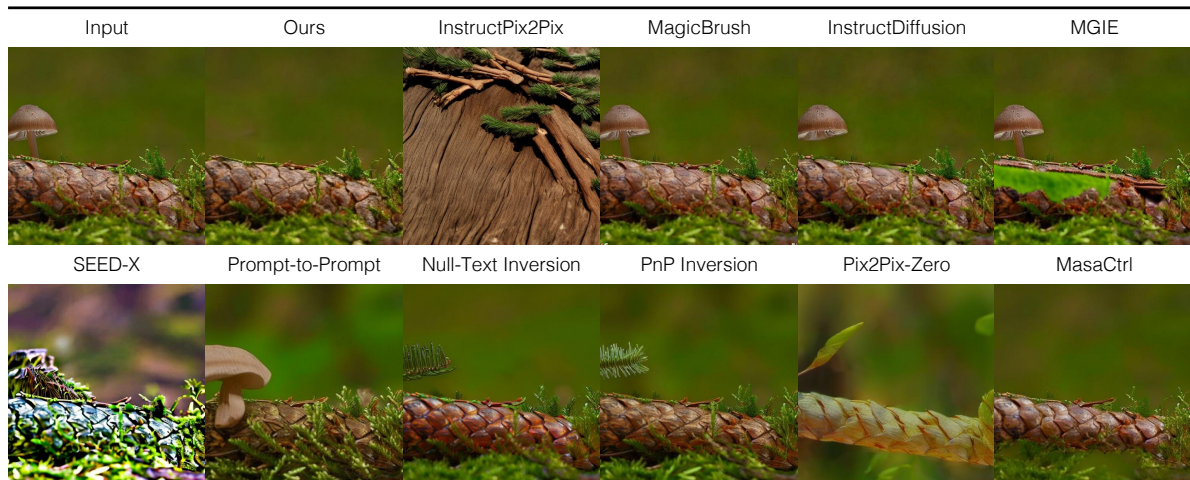 Input Ours InstructPix2Pix MagicBrush InstructDiffusion MGIE
SEED-X Prompt-to-Prompt Null-Text Inversion PnP Inversion Pix2Pix-Zero MasaCtrl